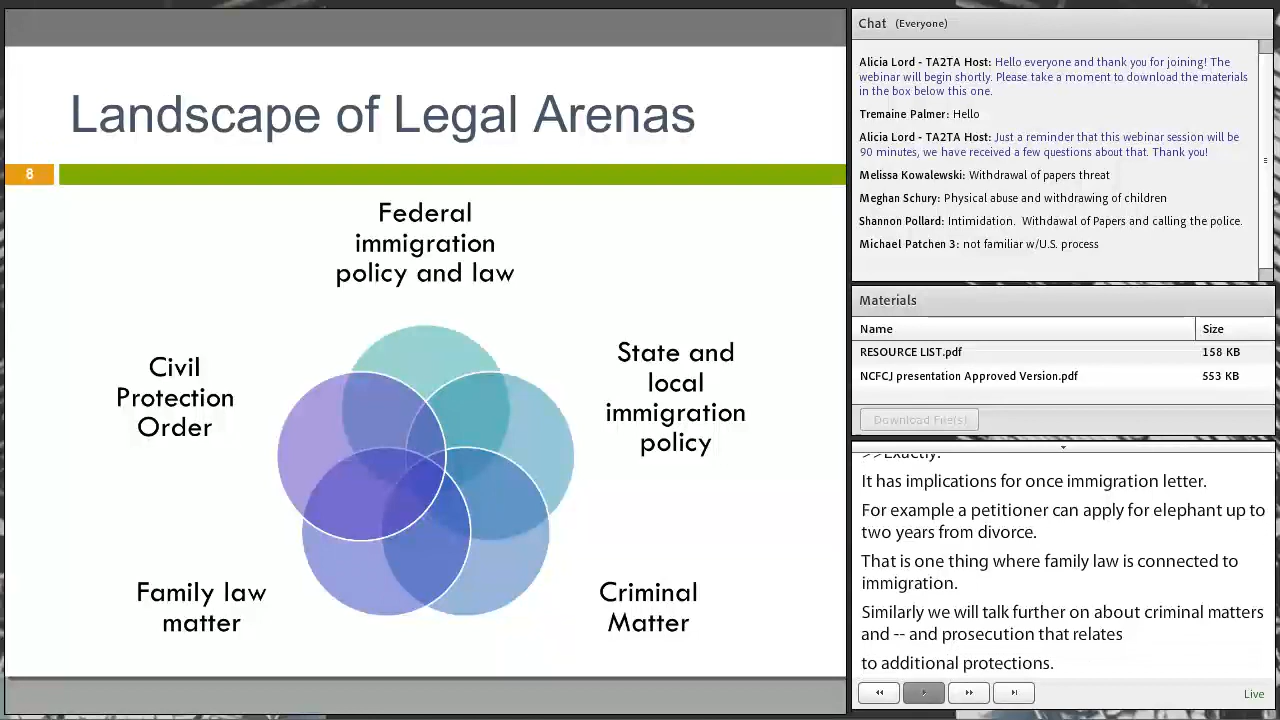 Landscape of Legal Arenas
8
Federal
immigration
policy and law
Civil
Protection
Order
State and
local
immigration
policy
Family law
matter
Criminal
Matter
Chat (Everyone)
Alicia Lord - TA2TA Host: Hello everyone and thank you for joining! The
webinar will begin shortly. Please take a moment to download the materials
in the box below this one.
Tremaine Palmer: Hello
Alicia Lord - TA2TA Host: Just a reminder that this webinar session will be
90 minutes, we have received a few questions about that. Thank you!
Melissa Kowalewski: Withdrawal of papers threat
Meghan Schury: Physical abuse and withdrawing of children
Shannon Pollard: Intimidation. Withdawal of Papers and calling the police.
Michael Patchen 3: not familiar w/U.S. process
Materials
Name Size
RESOURCE LIST.pdf 158 KB
NCFCJ presentation Approved Version.pdf 553 KB
Download File(s)
>>Exactly.
It has implications for once immigration letter.
For example a petitioner can apply for elephant up to
two years from divorce.
That is one thing where family law is connected to
immigration.
Similarly we will talk further on about criminal matters
and -- and prosecution that relates
to additional protections.
Live